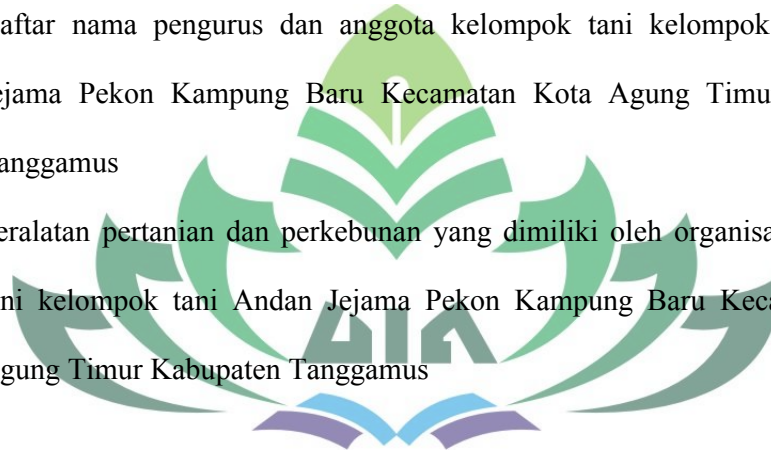 aftar nama pengurus dan anggota kelompok tani kelompok
ejama Pekon Kampung Baru Kecamatan Kota Agung Timu
anggamus
eralatan pertanian dan perkebunan yang dimiliki oleh organisa
ni kelompok tani Andan Jejama Pekon Kampung Baru Keca
gung Timur Kabupaten Tanggamus